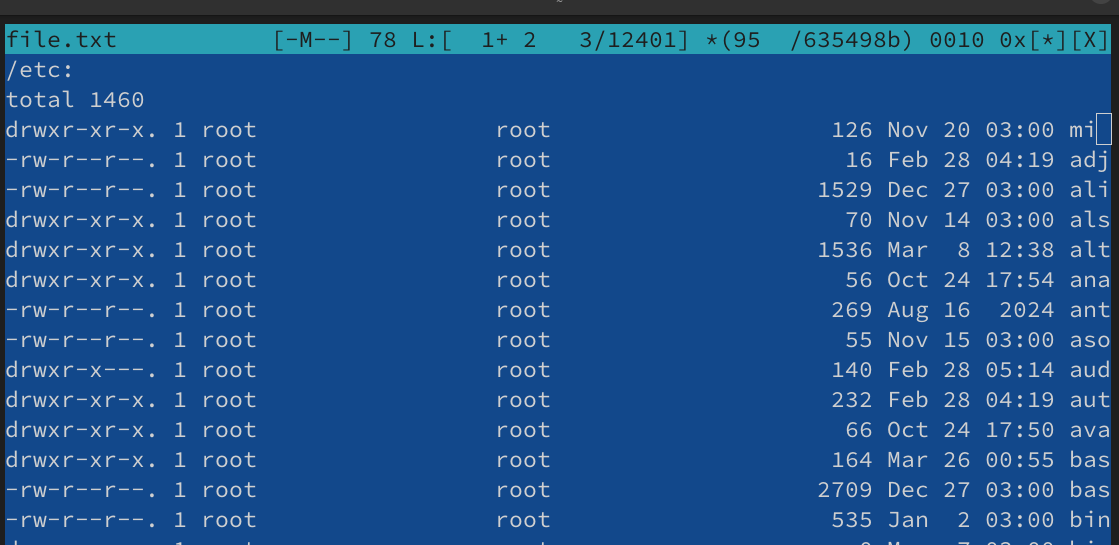 ~
file.txt           [-M--] 78 L:[  1+ 2   3/12401] *(95  /635498b) 0010 0x[*][X]
/etc:
total 1460
drwxr-xr-x. 1 root                 root                    126 Nov 20 03:00 mi
-rw-r--r--. 1 root                 root                     16 Feb 28 04:19 adj
-rw-r--r--. 1 root                 root                   1529 Dec 27 03:00 ali
drwxr-xr-x. 1 root                 root                     70 Nov 14 03:00 als
drwxr-xr-x. 1 root                 root                   1536 Mar  8 12:38 alt
drwxr-xr-x. 1 root                 root                     56 Oct 24 17:54 ana
-rw-r--r--. 1 root                 root                    269 Aug 16  2024 ant
-rw-r--r--. 1 root                 root                     55 Nov 15 03:00 aso
drwxr-x---. 1 root                 root                    140 Feb 28 05:14 aud
drwxr-xr-x. 1 root                 root                    232 Feb 28 04:19 aut
drwxr-xr-x. 1 root                 root                     66 Oct 24 17:50 ava
drwxr-xr-x. 1 root                 root                    164 Mar 26 00:55 bas
-rw-r--r--. 1 root                 root                   2709 Dec 27 03:00 bas
-rw-r--r--. 1 root                 root                    535 Jan  2 03:00 bin